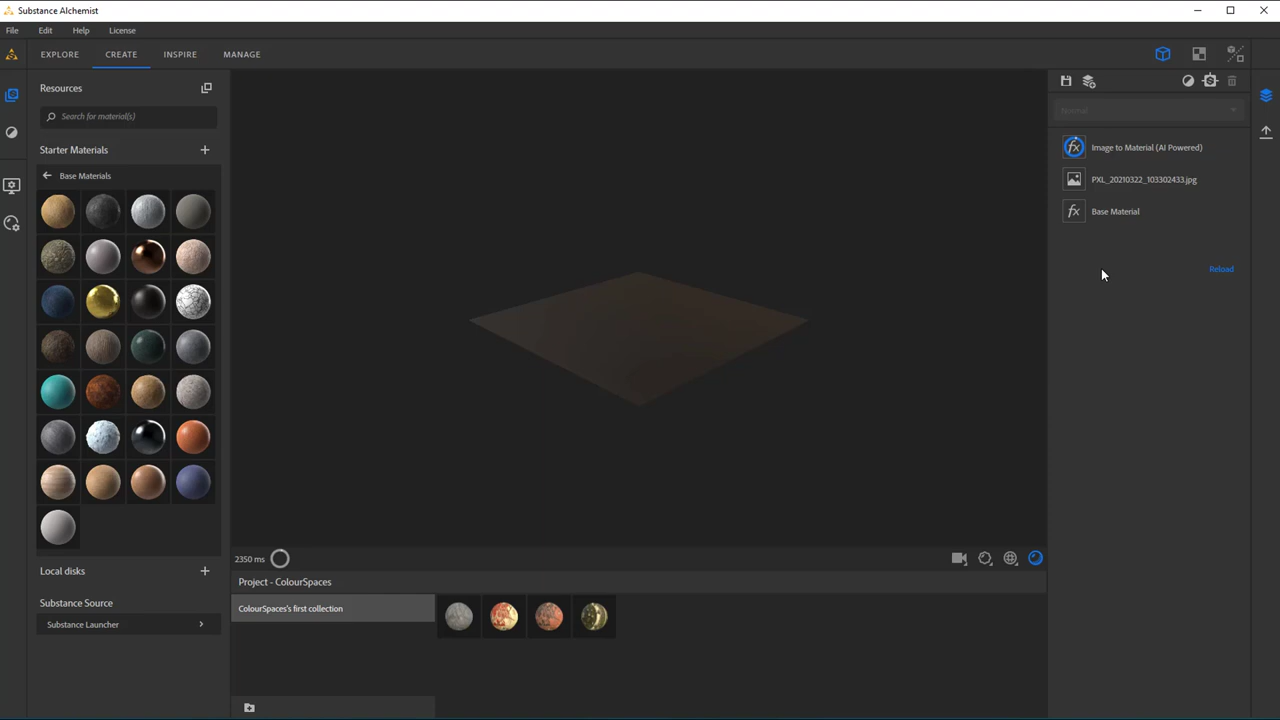 Substance Alchemist
File Edit Help License
EXPLORE CREATE INSPIRE MANAGE
Resources
Search for material(s)
Starter Materials
Base Materials
Local disks
Substance Source
Substance Launcher
2350 ms
Project - ColourSpaces
ColourSpaces's first collection
Normal
Image to Material (AI Powered)
PXL_20210322_103302433.jpg
Base Material
Reload